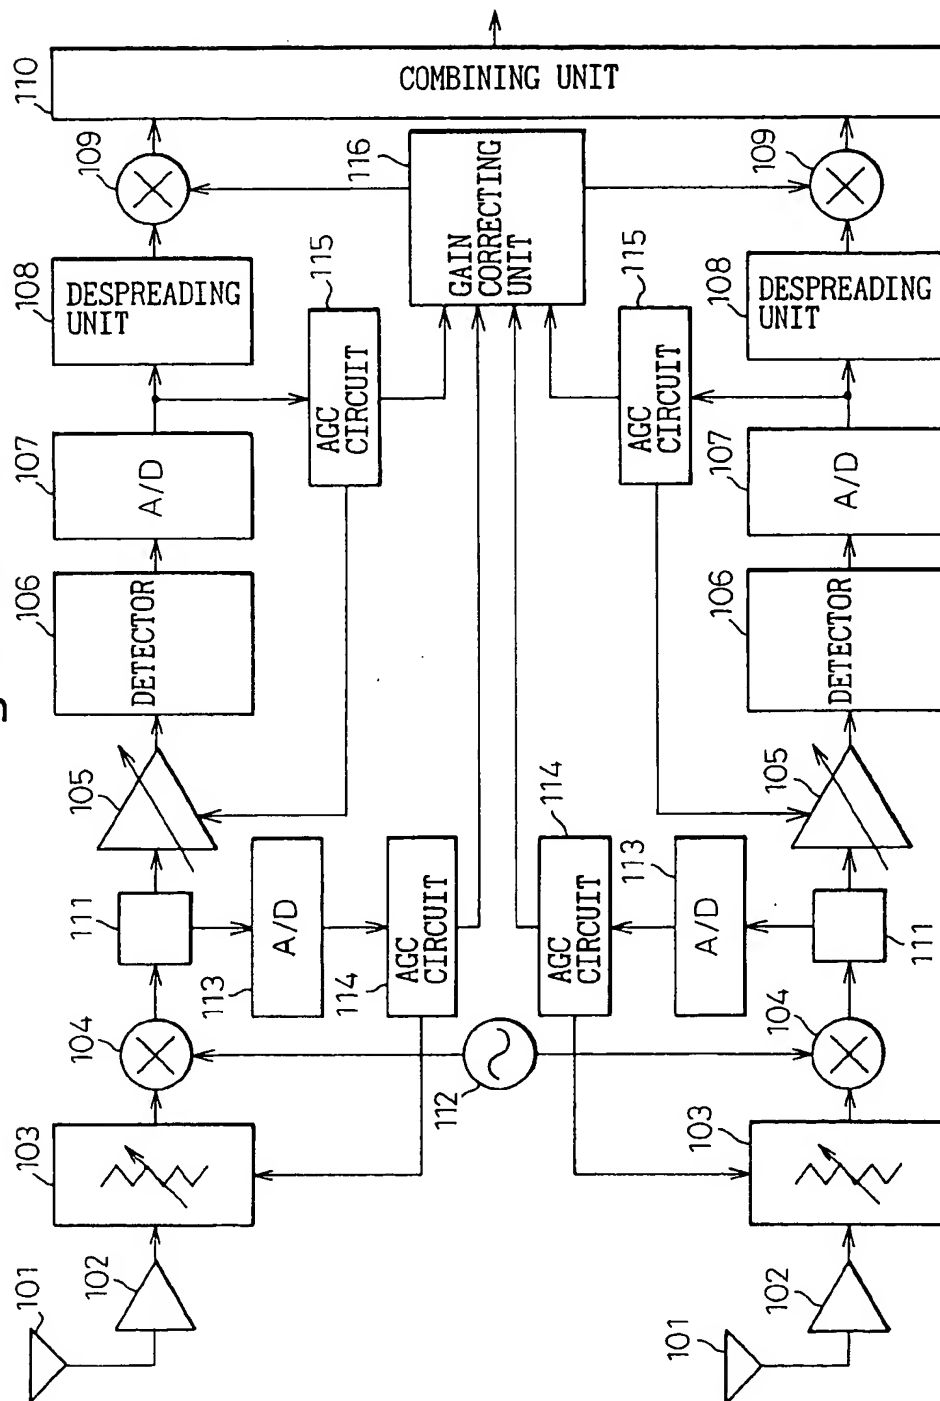 110
COMBINING UNIT
109
116
GAIN
CORRECTING
UNIT
109
108
DESPREADING
UNIT
115
AGC
CIRCUIT
115
AGC
CIRCUIT
108
DESPREADING
UNIT
107
A/D
107
A/D
106
DETECTOR
106
DETECTOR
105
105
111
113
A/D
114
AGC
CIRCUIT
114
AGC
CIRCUIT
113
A/D
111
104
112
104
103
103
102
101
102
101